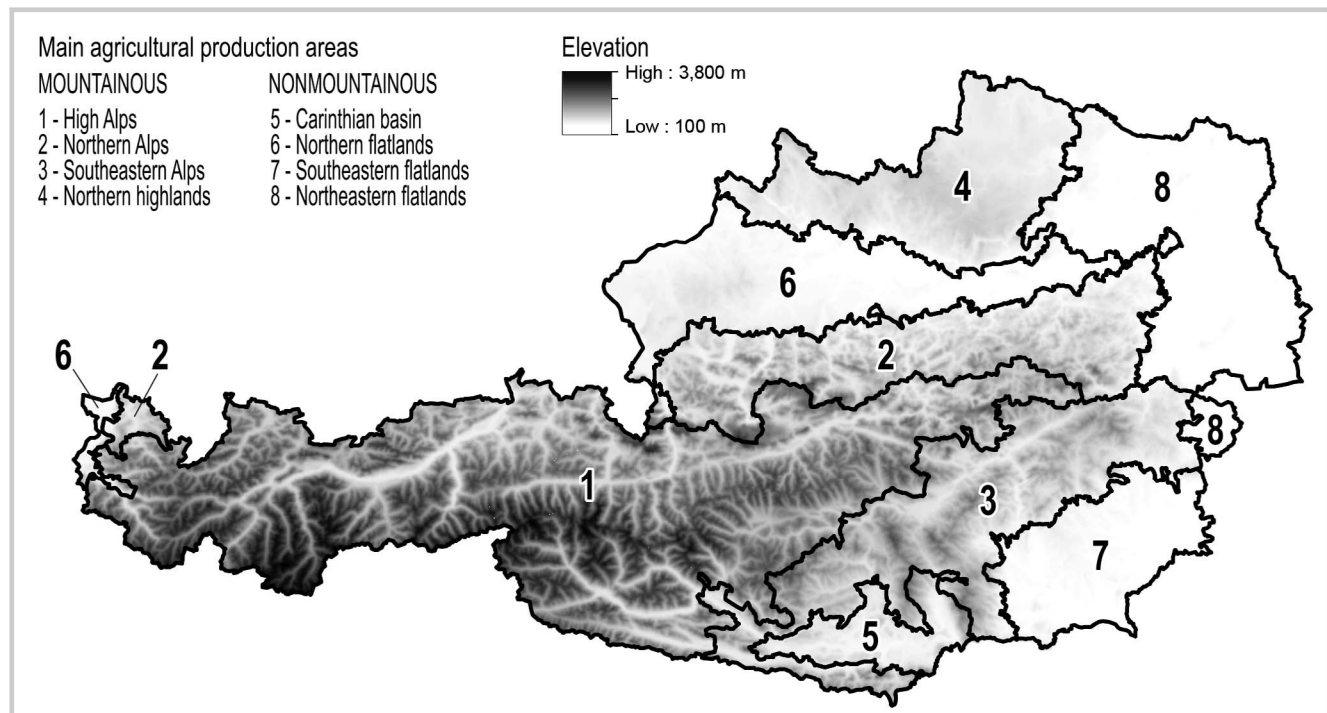 Main agricultural production areas
MOUNTAINOUS
1 - High Alps
2 - Northern Alps
3 - Southeastern Alps
4 - Northern highlands
NONMOUNTAINOUS
5 - Carinthian basin
6 - Northern flatlands
7 - Southeastern flatlands
8 - Northeastern flatlands
Elevation
High : 3,800 m
Low : 100 m
4
8
6
2
6
2
8
1
3
7
5